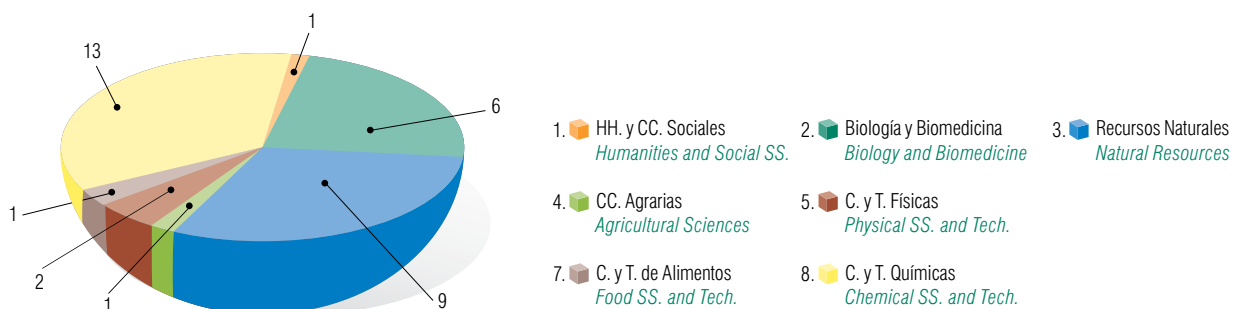 1
13
6
1
2
1
9
1. HH. y CC. Sociales
Humanities and Social SS.
2. Biología y Biomedicina
Biology and Biomedicine
3. Recursos Naturales
Natural Resources
4. CC. Agrarias
Agricultural Sciences
5. C. y T. Físicas
Physical SS. and Tech.
7. C. y T. de Alimentos
Food SS. and Tech.
8. C. y T. Químicas
Chemical SS. and Tech.